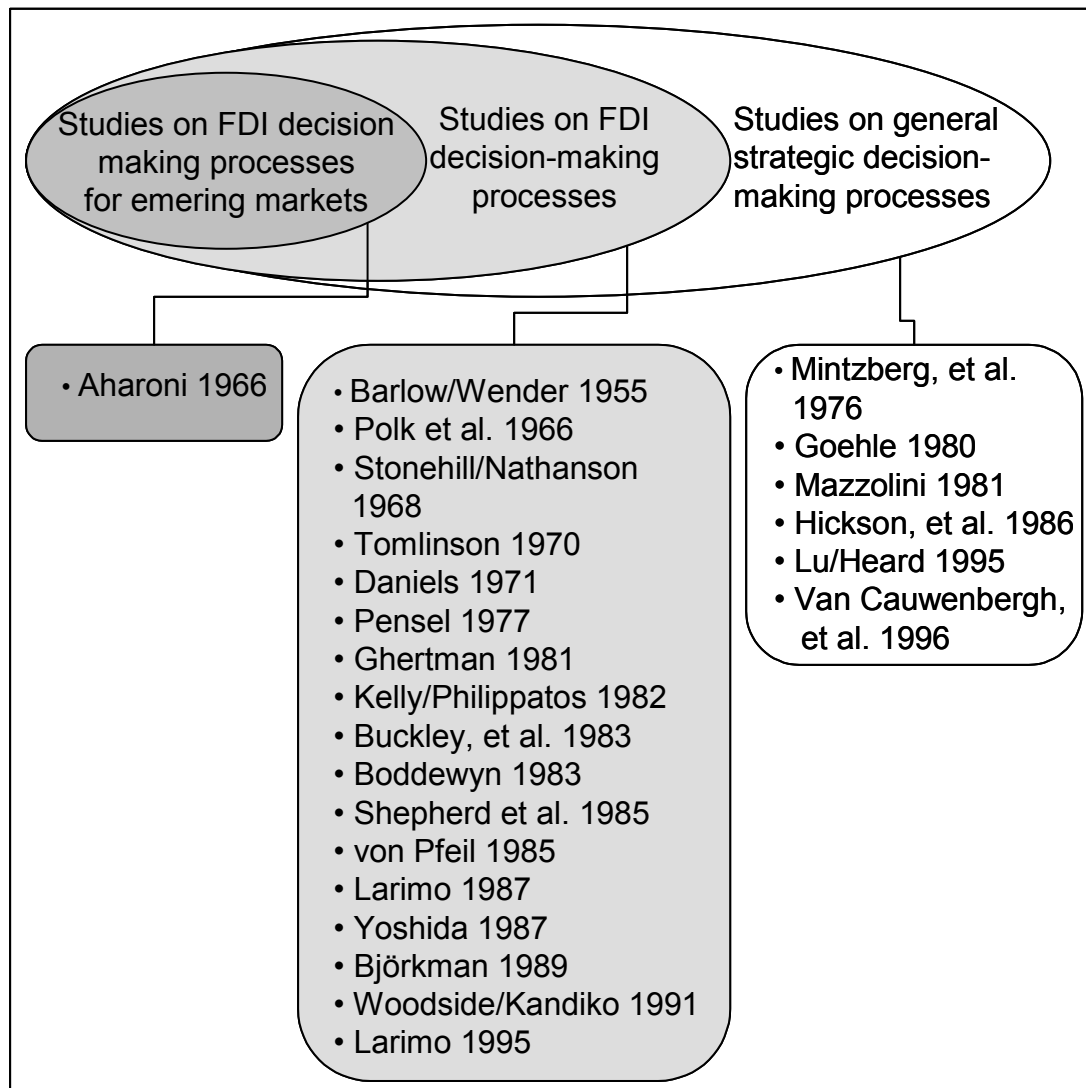 Studies on FDI decision
making processes
for emering markets
Studies on FDI
decision-making
processes
Studies on general
strategic decision-
making processes
• Aharoni 1966
• Barlow/Wender 1955
• Polk et al. 1966
• Stonehill/Nathanson
1968
• Tomlinson 1970
• Daniels 1971
• Pensel 1977
• Ghertman 1981
• Kelly/Philippatos 1982
• Buckley, et al. 1983
• Boddewyn 1983
• Shepherd et al. 1985
• von Pfeil 1985
• Larimo 1987
• Yoshida 1987
• Björkman 1989
• Woodside/Kandiko 1991
• Larimo 1995
• Mintzberg, et al.
1976
• Goehle 1980
• Mazzolini 1981
• Hickson, et al. 1986
• Lu/Heard 1995
• Van Cauwenbergh,
et al. 1996